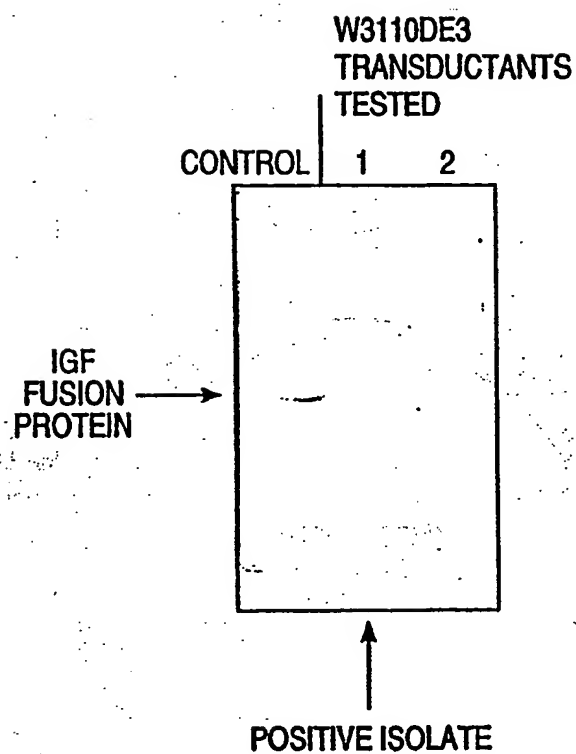 W3110DE3
TRANSDUCTANTS
TESTED
CONTROL 1 2
IGF
FUSION
PROTEIN
POSITIVE ISOLATE